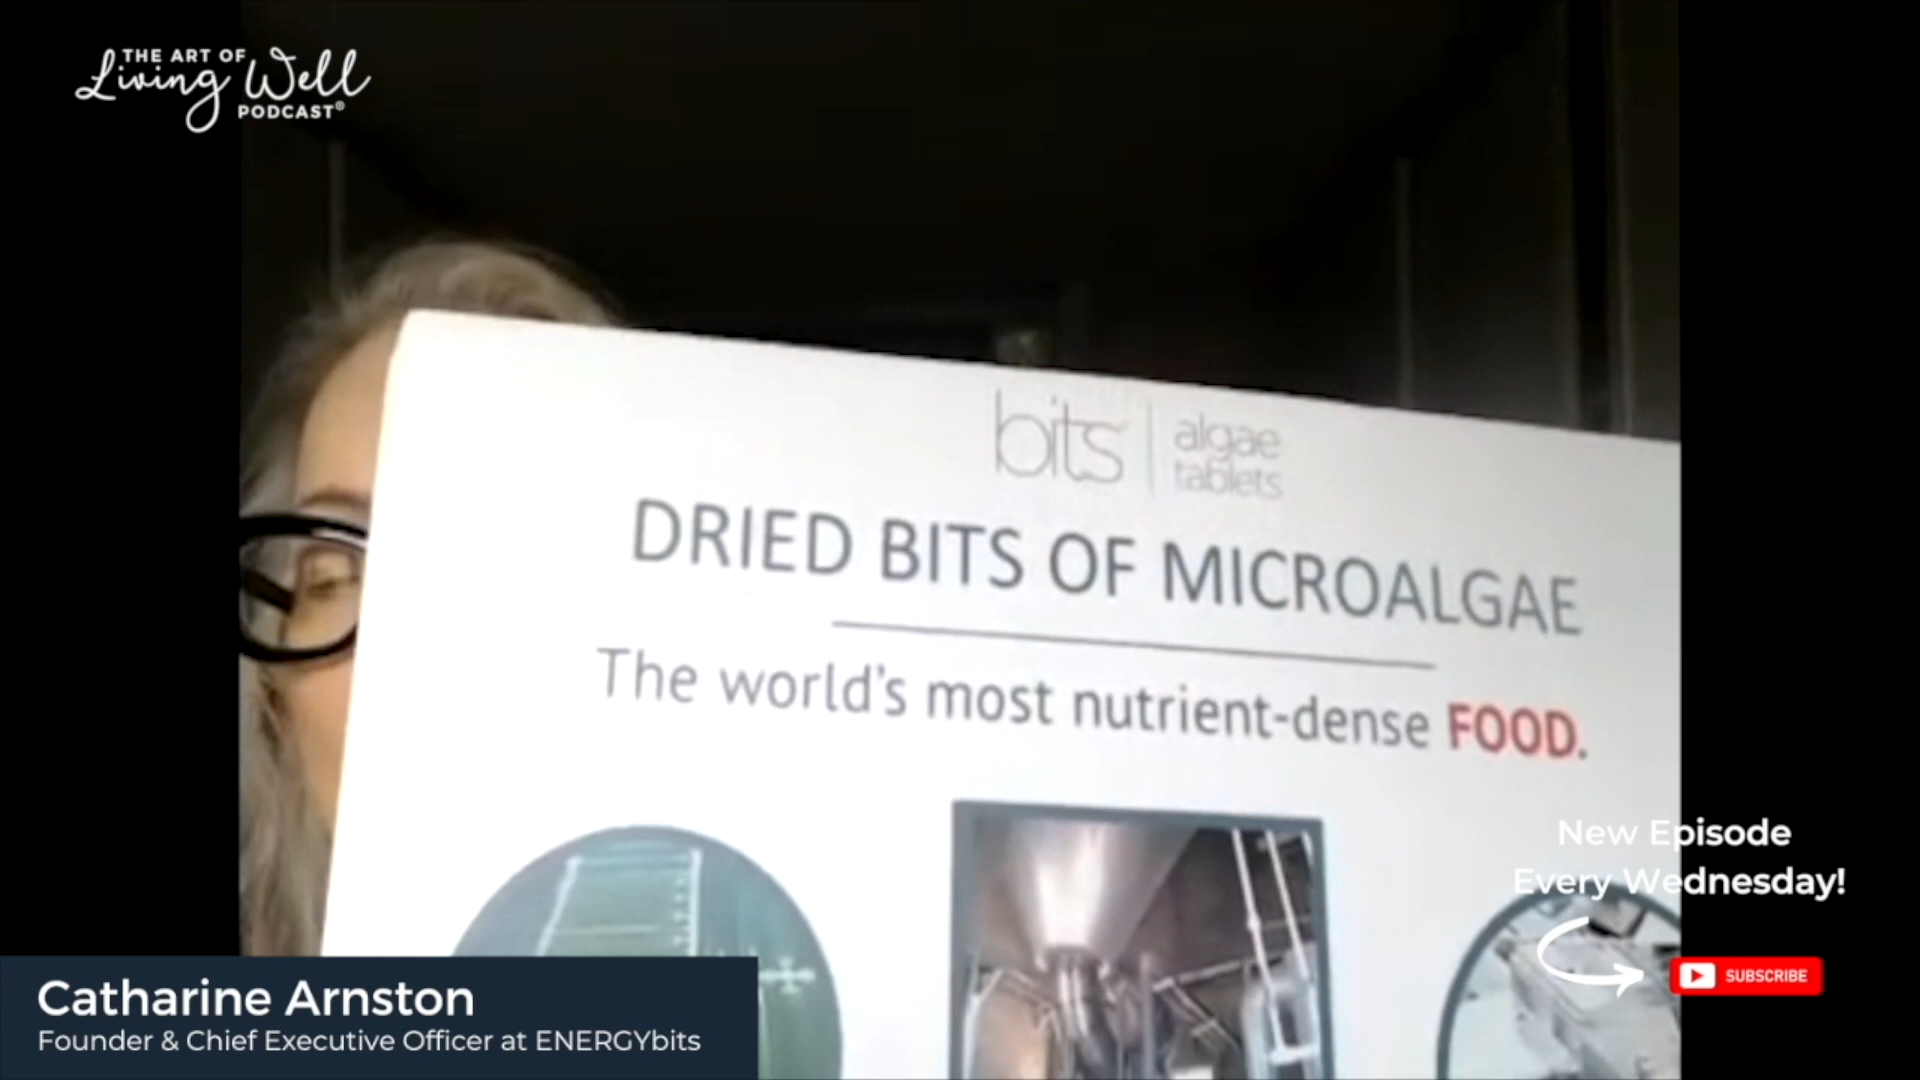 THE ART OF
Living Well
PODCAST®
bits | algae
tablets
DRIED BITS OF MICROALGAE
The world's most nutrient-dense FOOD.
New Episode
Every Wednesday!
SUBSCRIBE
Catharine Arnston
Founder & Chief Executive Officer at ENERGYbits